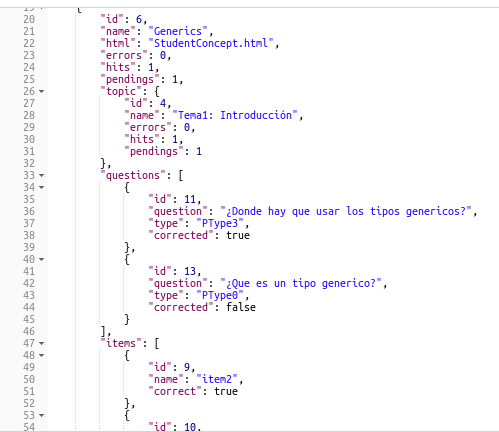 19 {
20 "id": 6,
21 "name": "Generics",
22 "html": "StudentConcept.html",
23 "errors": 0,
24 "hits": 1,
25 "pendings": 1,
26 "topic": {
27 "id": 4,
28 "name": "Tema1: Introducción",
29 "errors": 0,
30 "hits": 1,
31 "pendings": 1
32 },
33 "questions": [
34 {
35 "id": 11,
36 "question": "¿Donde hay que usar los tipos genericos?",
37 "type": "PType3",
38 "corrected": true
39 },
40 {
41 "id": 13,
42 "question": "¿Que es un tipo generico?",
43 "type": "PType0",
44 "corrected": false
45 }
46 ],
47 "items": [
48 {
49 "id": 9,
50 "name": "item2",
51 "correct": true
52 },
53 {
54 "id": 10,